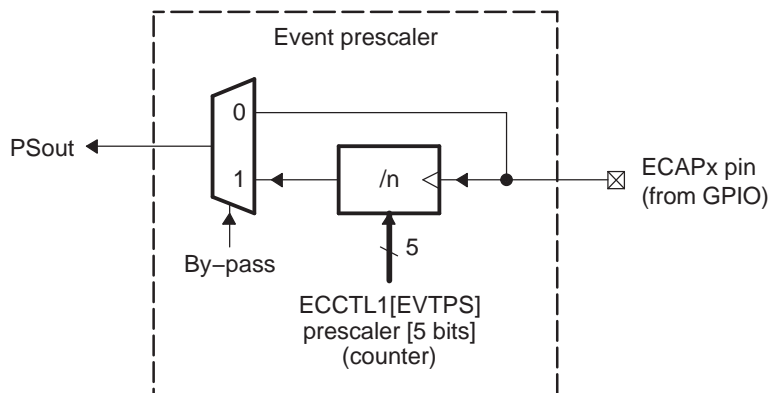 Event prescaler
0
PSout
1
/n
ECAPx pin
(from GPIO)
5
By−pass
ECCTL1[EVTPS]
prescaler [5 bits]
(counter)